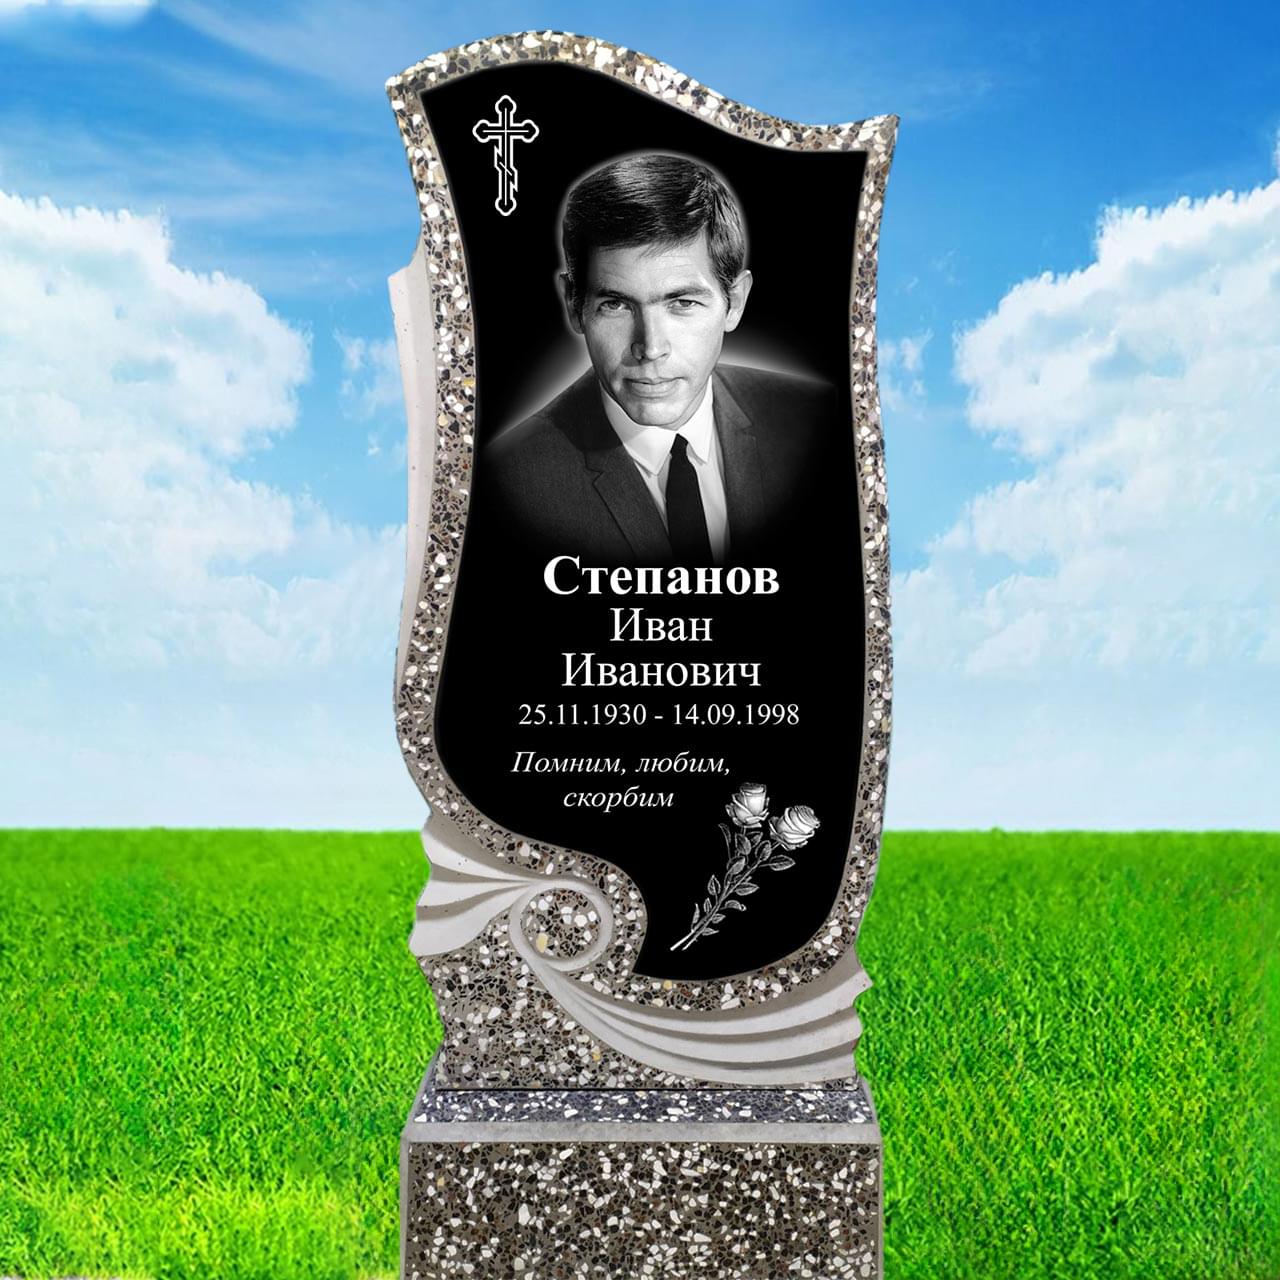 Степанов
Иван
Иванович
25.11.1930 - 14.09.1998
Помним, любим,
скорбим